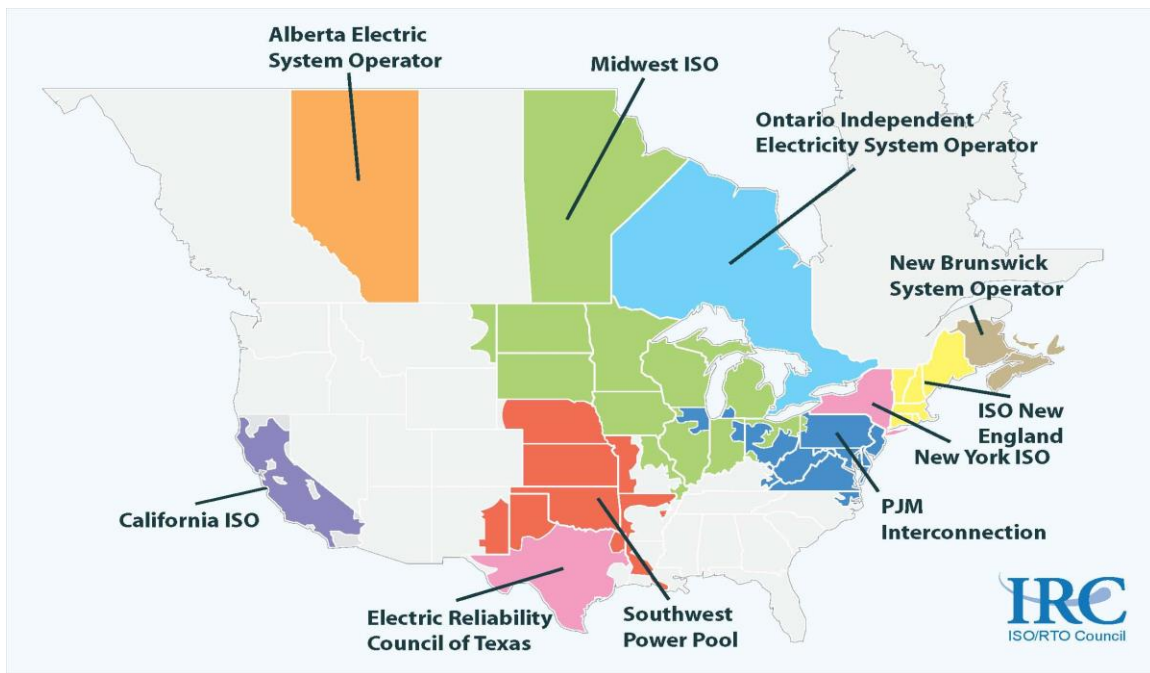 Alberta Electric
System Operator
Midwest ISO
Ontario Independent
Electricity System Operator
New Brunswick
System Operator
ISO New
England
New York ISO
PJM
Interconnection
California ISO
Electric Reliability
Council of Texas
Southwest
Power Pool
IRC
ISO/RTO Council